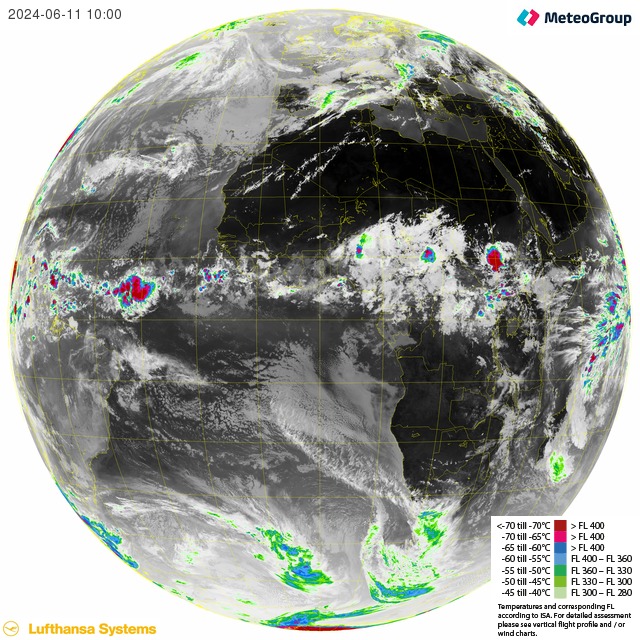 2024-06-11 10:00
MeteoGroup
<-70 till -70°C > FL 400
-70 till -65°C > FL 400
-65 till -60°C > FL 400
-60 till -55°C FL 400 – FL 360
-55 till -50°C FL 360 – FL 330
-50 till -45°C FL 330 – FL 300
-45 till -40°C FL 300 – FL 280
Temperatures and corresponding FL
according to ISA. For detailed assessment
please see vertical flight profile and / or
wind charts.
Lufthansa Systems